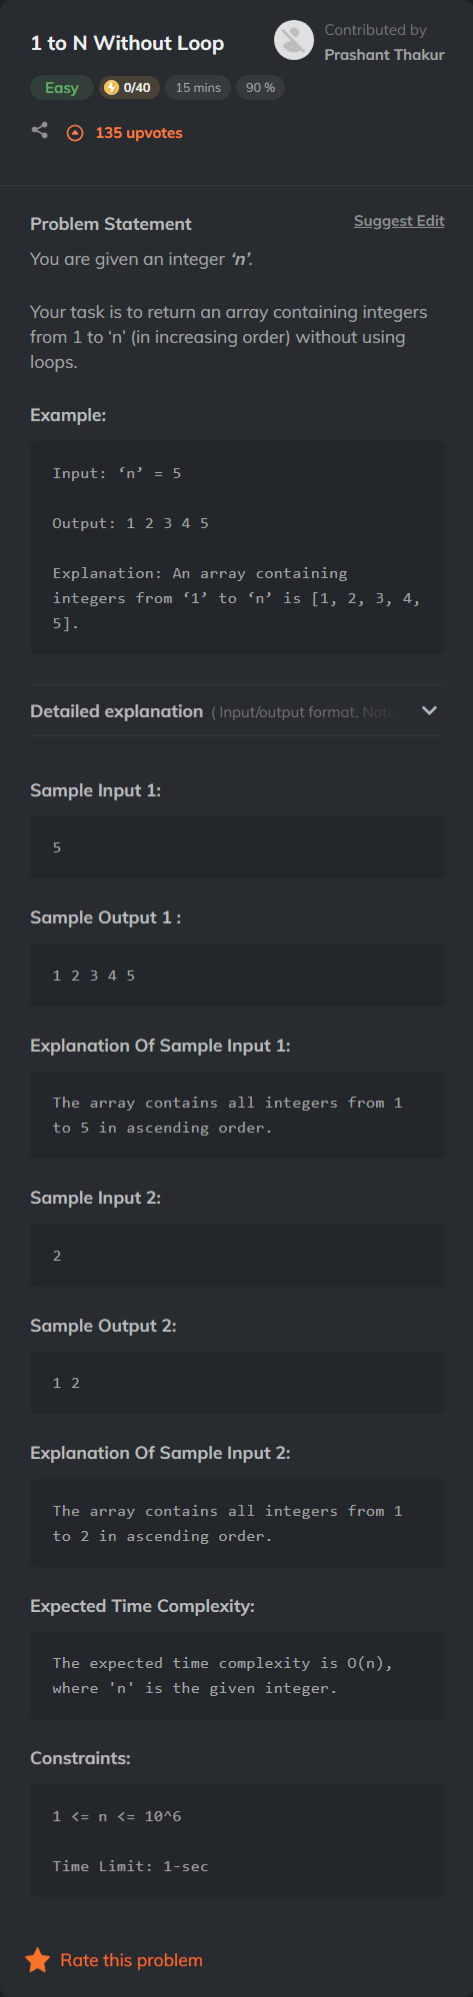 1 to N Without Loop
Contributed by
Prashant Thakur
Easy
0/40
15 mins
90 %
135 upvotes
Problem Statement
Suggest Edit
You are given an integer ‘n’.
Your task is to return an array containing integers
from 1 to ‘n’ (in increasing order) without using
loops.
Example:
Input: ‘n’ = 5
Output: 1 2 3 4 5
Explanation: An array containing
integers from ‘1’ to ‘n’ is [1, 2, 3, 4,
5].
Detailed explanation ( Input/output format, Note
Sample Input 1:
5
Sample Output 1 :
1 2 3 4 5
Explanation Of Sample Input 1:
The array contains all integers from 1
to 5 in ascending order.
Sample Input 2:
2
Sample Output 2:
1 2
Explanation Of Sample Input 2:
The array contains all integers from 1
to 2 in ascending order.
Expected Time Complexity:
The expected time complexity is O(n),
where 'n' is the given integer.
Constraints:
1 <= n <= 10^6
Time Limit: 1-sec
Rate this problem